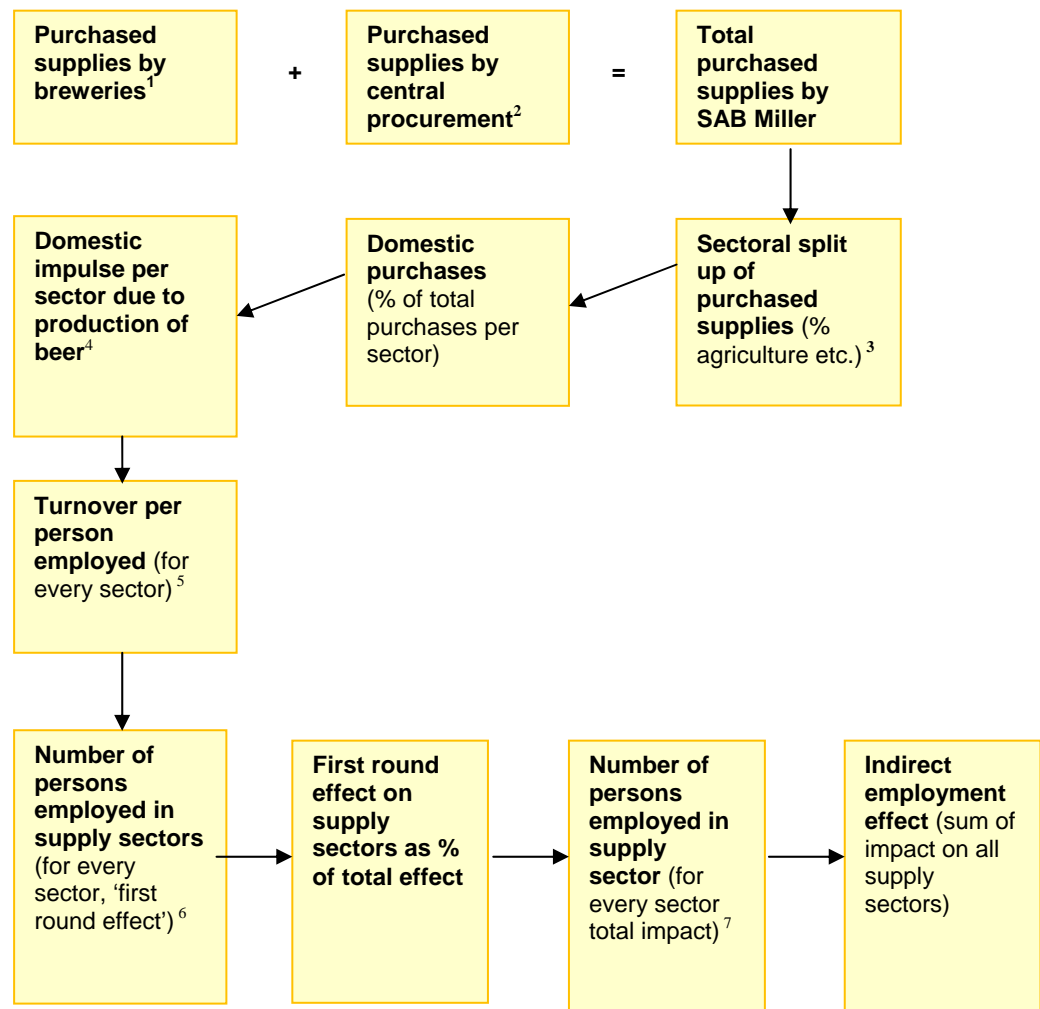 Purchased
supplies by
breweries1
+
Purchased
supplies by
central
procurement2
=
Total
purchased
supplies by
SAB Miller
Domestic
impulse per
sector due to
production of
beer4
Domestic
purchases
(% of total
purchases per
sector)
Sectoral split
up of
purchased
supplies (%
agriculture etc.) 3
Turnover per
person
employed (for
every sector) 5
Number of
persons
employed in
supply sectors
(for every
sector, ‘first
round effect’) 6
First round
effect on
supply
sectors as %
of total effect
Number of
persons
employed in
supply
sector (for
every sector
total impact) 7
Indirect
employment
effect (sum of
impact on all
supply
sectors)